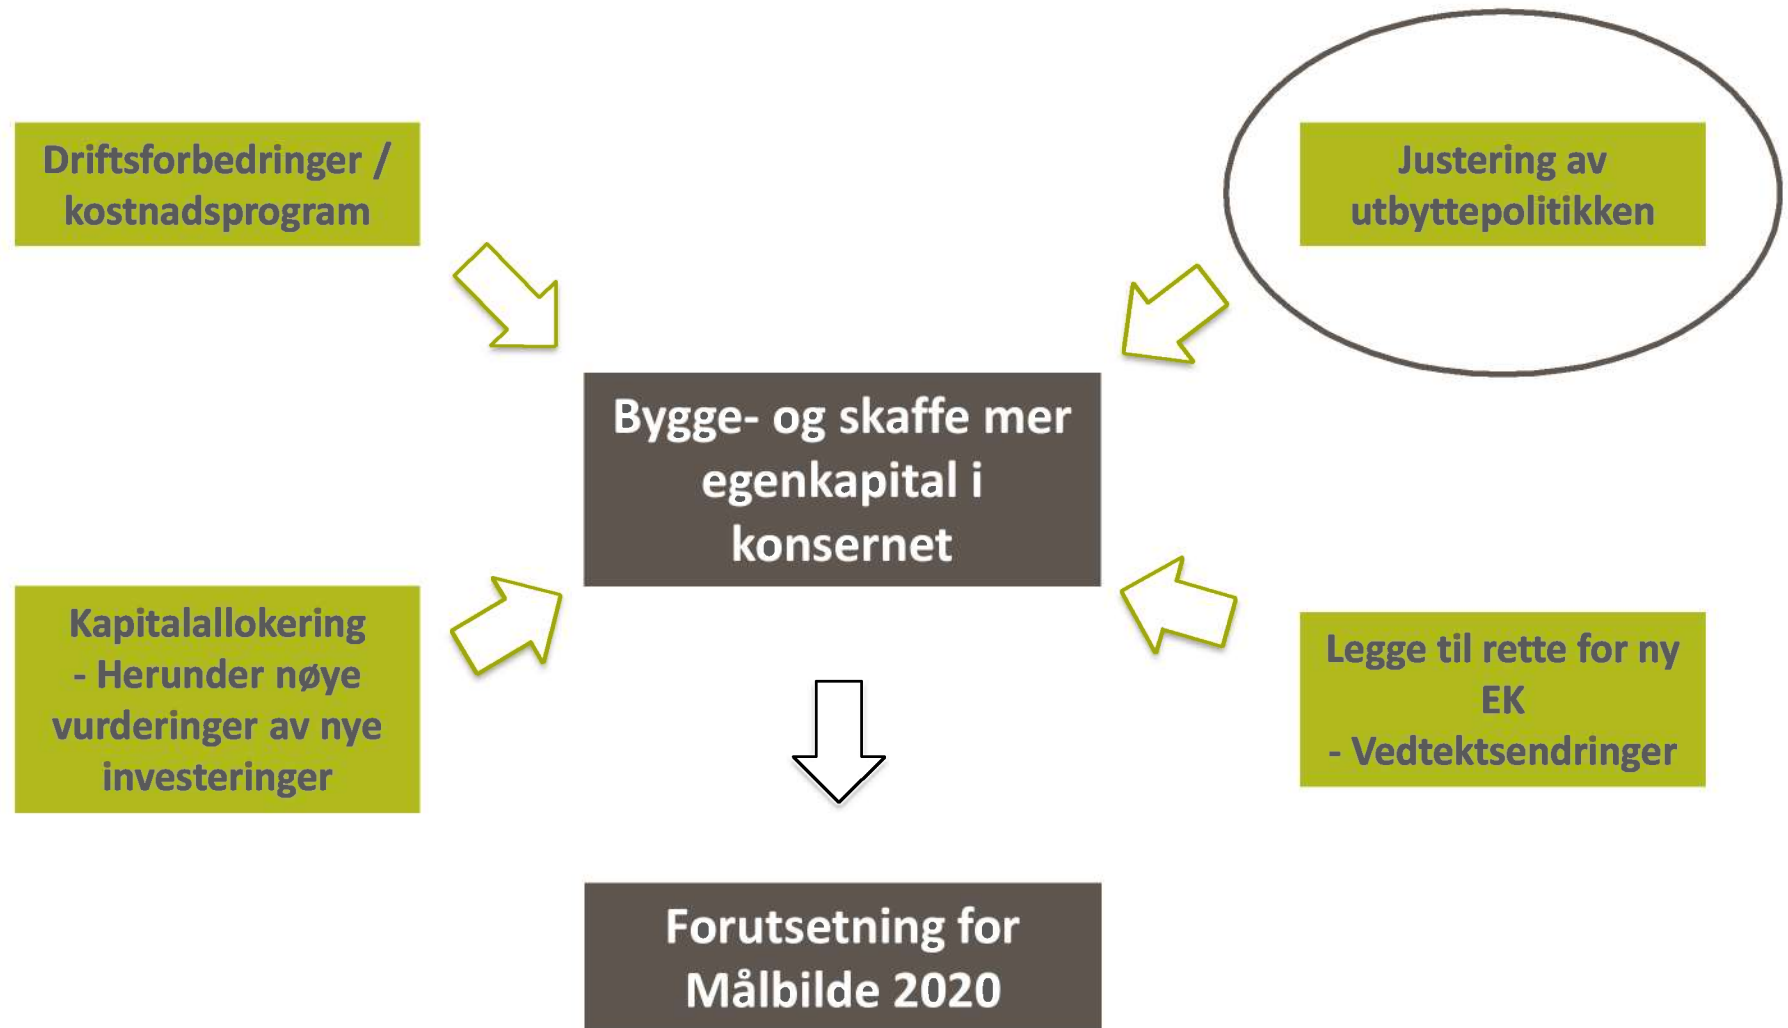 Driftsforbedringer /
kostnadsprogram
Justering av
utbyttepolitikken
Bygge- og skaffe mer
egenkapital i
konsernet
Kapitalallokering
- Herunder nøye
vurderinger av nye
investeringer
Legge til rette for ny
EK
- Vedtektsendringer
Forutsetning for
Målbilde 2020